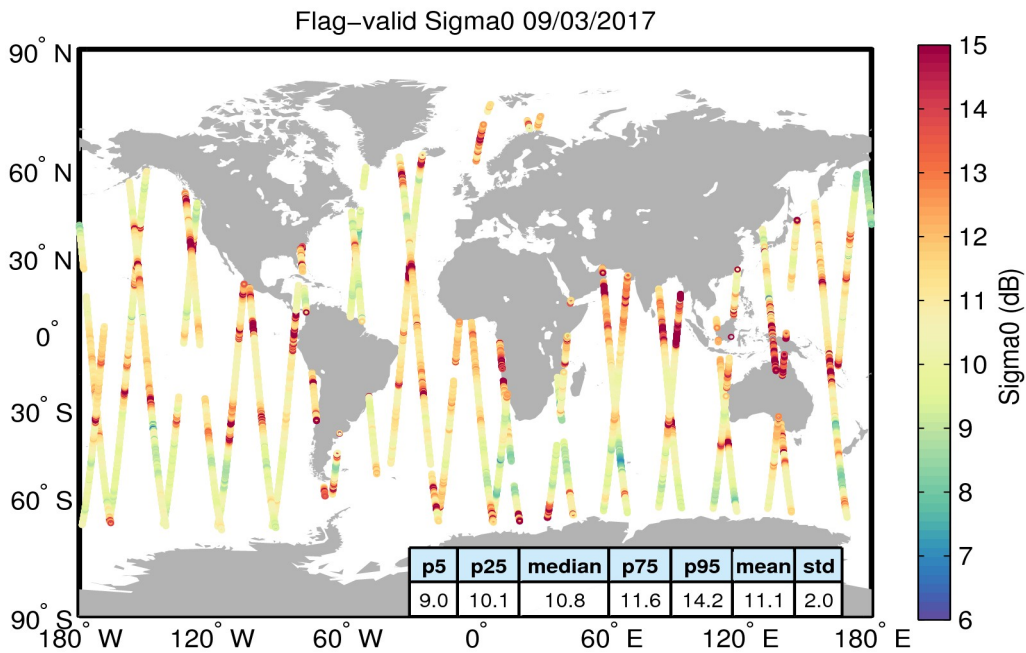 Flag−valid Sigma0 09/03/2017
90° N
60° N
30° N
0°
30° S
60° S
90° S
180° W
120° W
60° W
0°
60° E
120° E
180° E
p5 p25 median p75 p95 mean std
9.0 10.1 10.8 11.6 14.2 11.1 2.0
15
14
13
12
11
10
9
8
7
6
Sigma0 (dB)